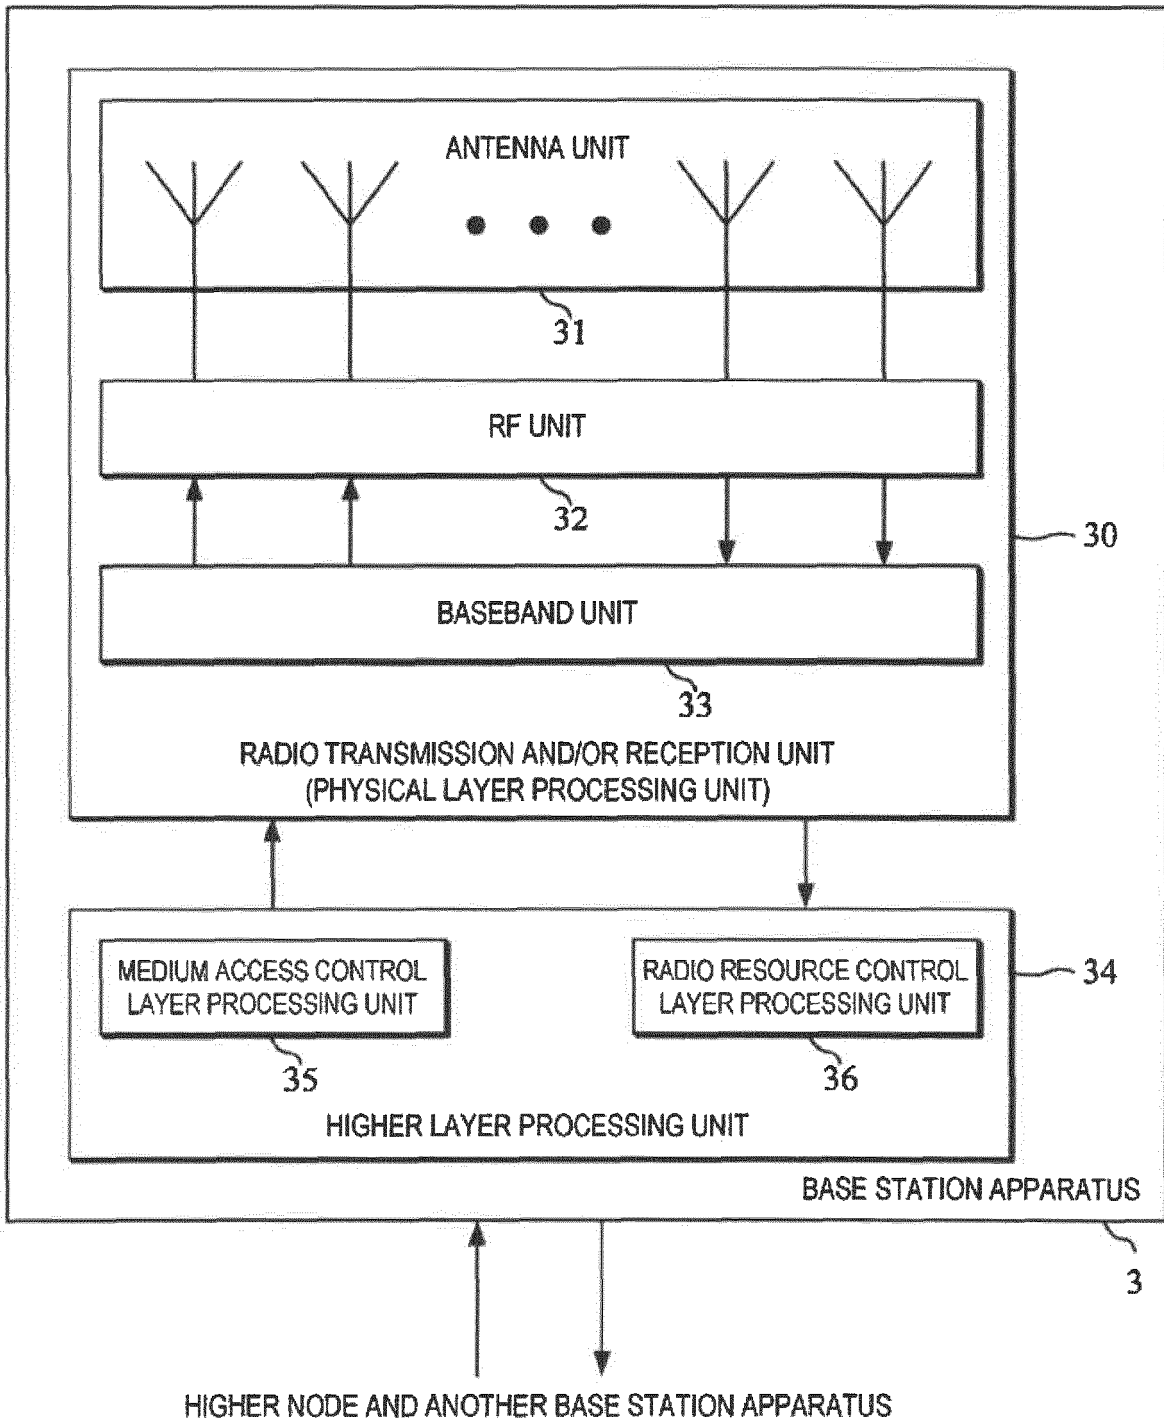 ANTENNA UNIT
31
RF UNIT
32
30
BASEBAND UNIT
33
RADIO TRANSMISSION AND/OR RECEPTION UNIT
(PHYSICAL LAYER PROCESSING UNIT)
MEDIUM ACCESS CONTROL
LAYER PROCESSING UNIT
35
RADIO RESOURCE CONTROL
LAYER PROCESSING UNIT
36
34
HIGHER LAYER PROCESSING UNIT
BASE STATION APPARATUS
3
HIGHER NODE AND ANOTHER BASE STATION APPARATUS